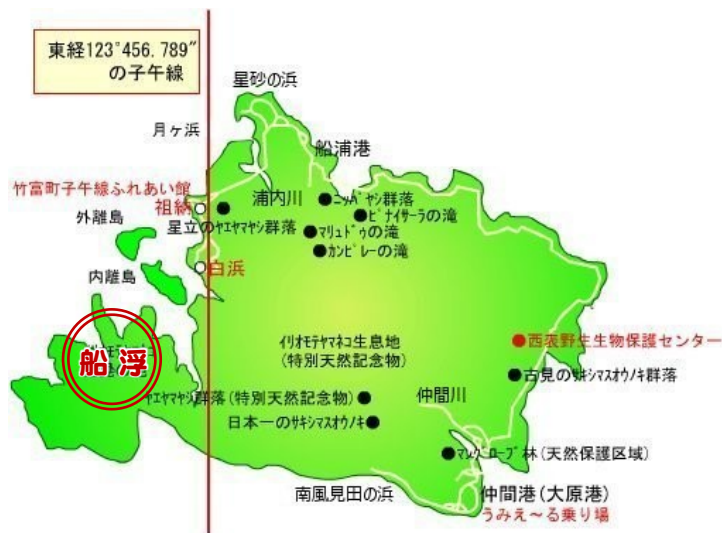 東経123°456.789"
の子午線
星砂の浜
月ヶ浜
船浦港
竹富町子午線ふれあい館
祖納
浦内川
ニッパヤシ群落
ピナイサーラの滝
外離島
星立のヤエヤマヤシ群落
マリュドゥの滝
カンピレーの滝
白浜
内離島
船浮
イリオモテヤマネコ生息地
(特別天然記念物)
西表野生生物保護センター
古見のサキシマスオウノキ群落
ヤエヤマヤシ群落(特別天然記念物)
仲間川
日本一のサキシマスオウノキ
マングローブ林(天然保護区域)
南風見田の浜
仲間港(大原港)
うみえ~る乗り場